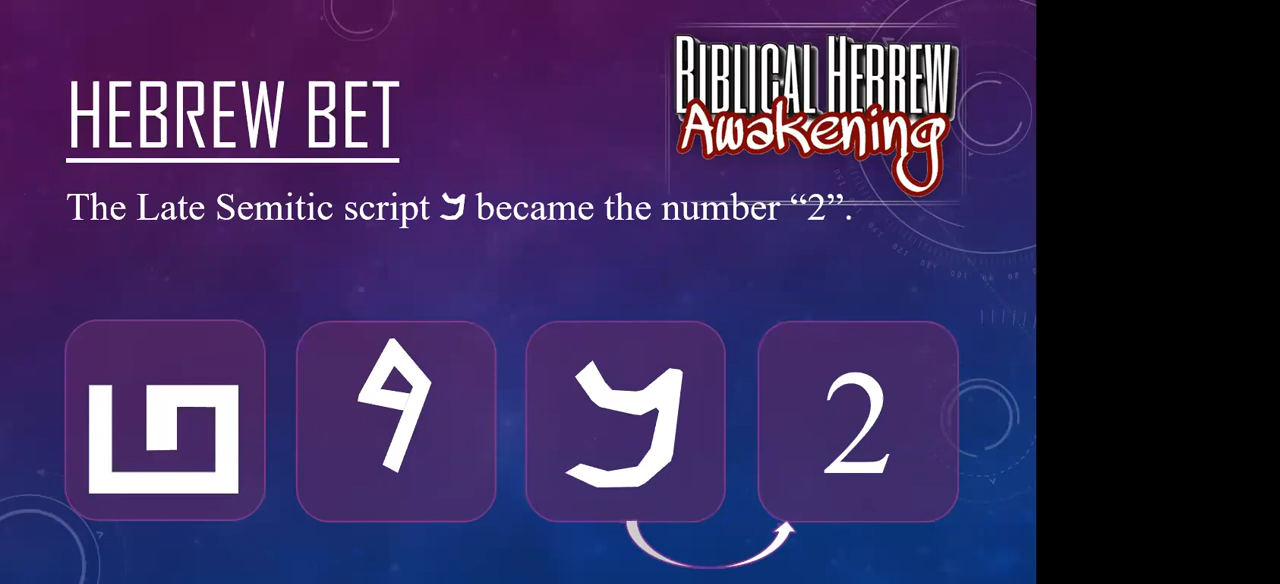 BIBLICAL HEBREW
Awakening
HEBREW BET
The Late Semitic script became the number “2”.
2